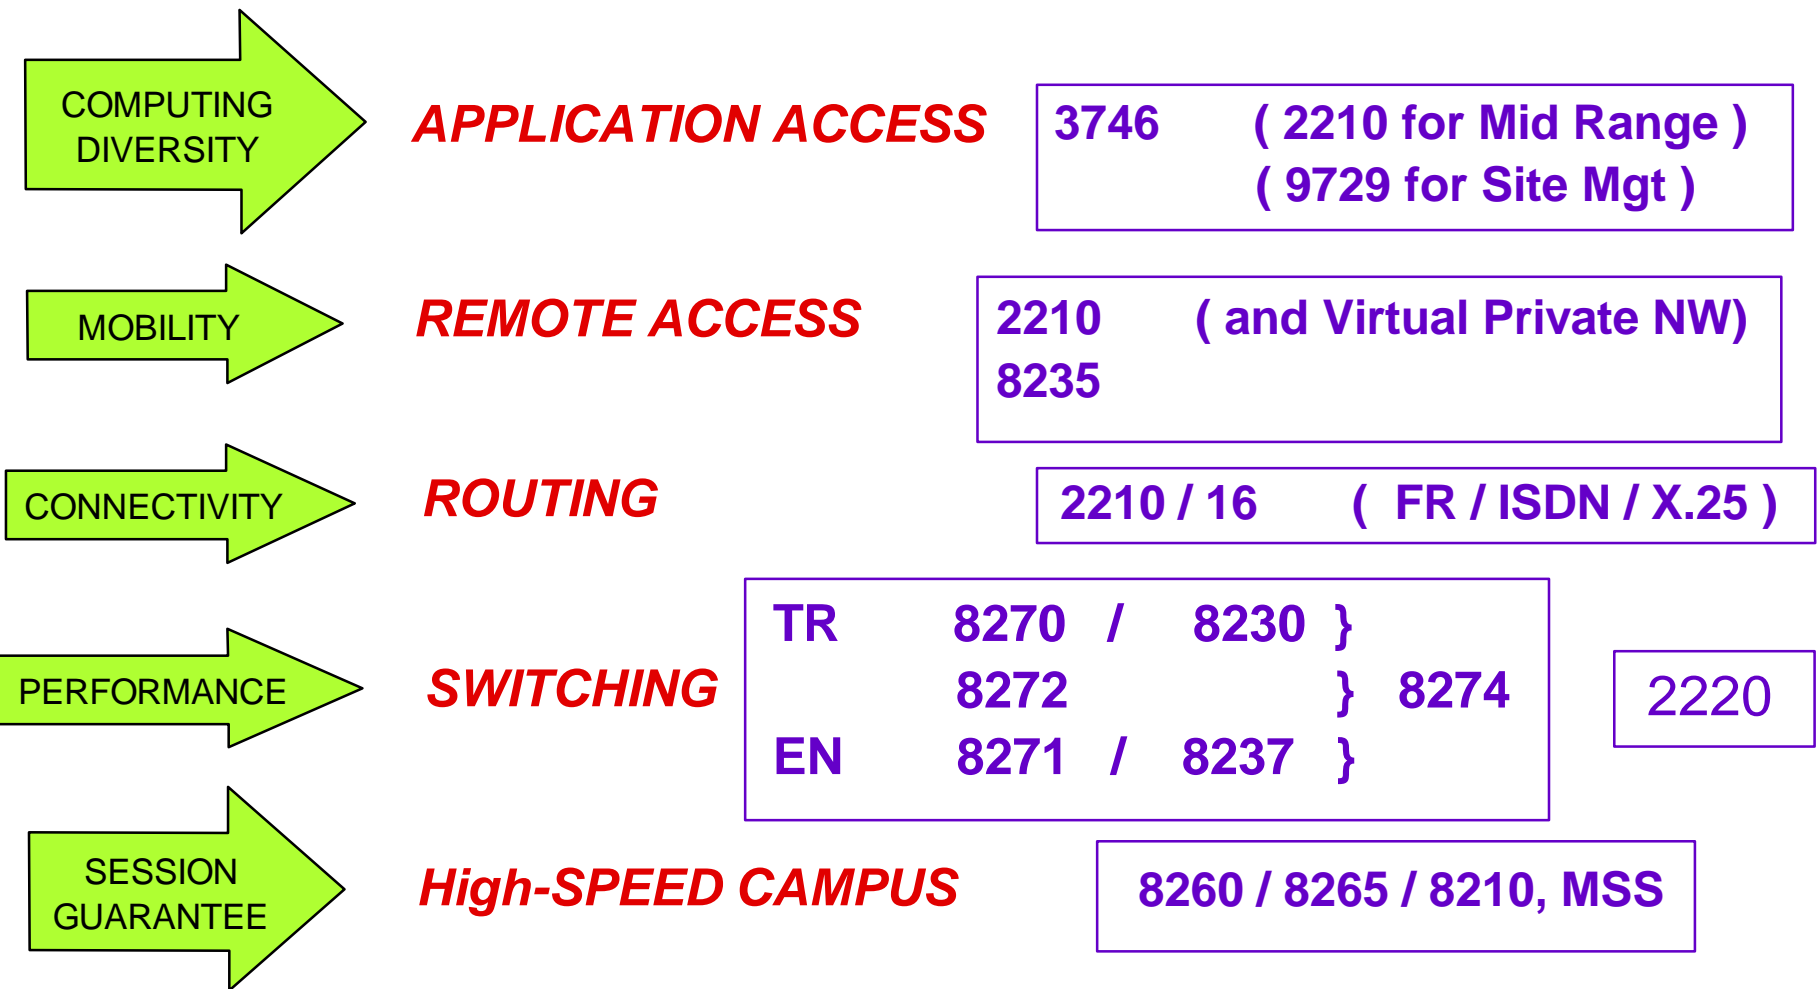 COMPUTING
DIVERSITY
APPLICATION ACCESS
3746 ( 2210 for Mid Range )
( 9729 for Site Mgt )
MOBILITY
REMOTE ACCESS
2210 ( and Virtual Private NW)
8235
CONNECTIVITY
ROUTING
2210 / 16 ( FR / ISDN / X.25 )
PERFORMANCE
SWITCHING
TR 8270 / 8230 }
8272 } 8274
EN 8271 / 8237 }
2220
SESSION
GUARANTEE
High-SPEED CAMPUS
8260 / 8265 / 8210, MSS